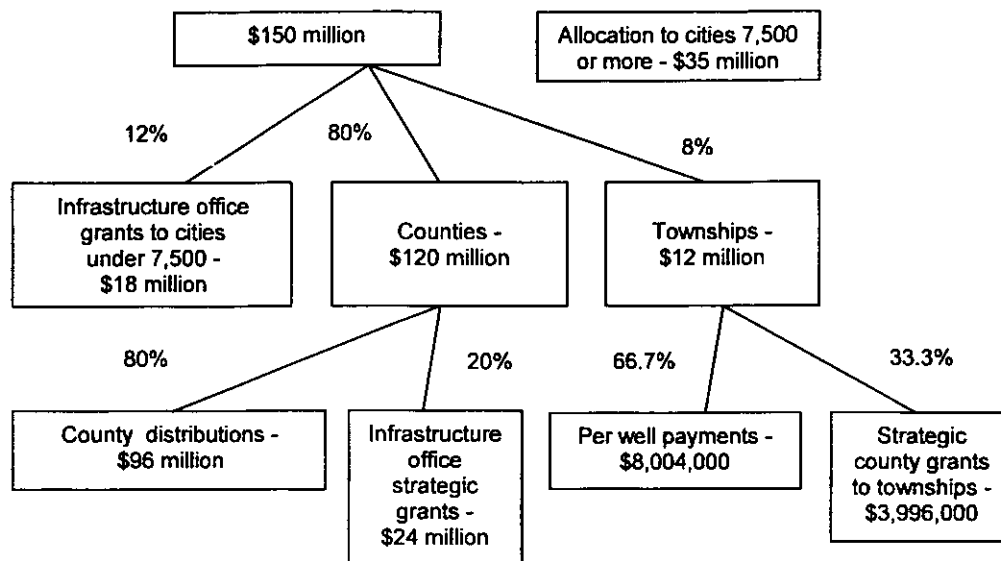 $150 million
Allocation to cities 7,500
or more - $35 million
12%
80%
8%
Infrastructure office
grants to cities
under 7,500 -
$18 million
Counties -
$120 million
Townships -
$12 million
80%
20%
66.7%
33.3%
County distributions -
$96 million
Infrastructure
office
strategic
grants -
$24 million
Per well payments -
$8,004,000
Strategic
county grants
to townships -
$3,996,000